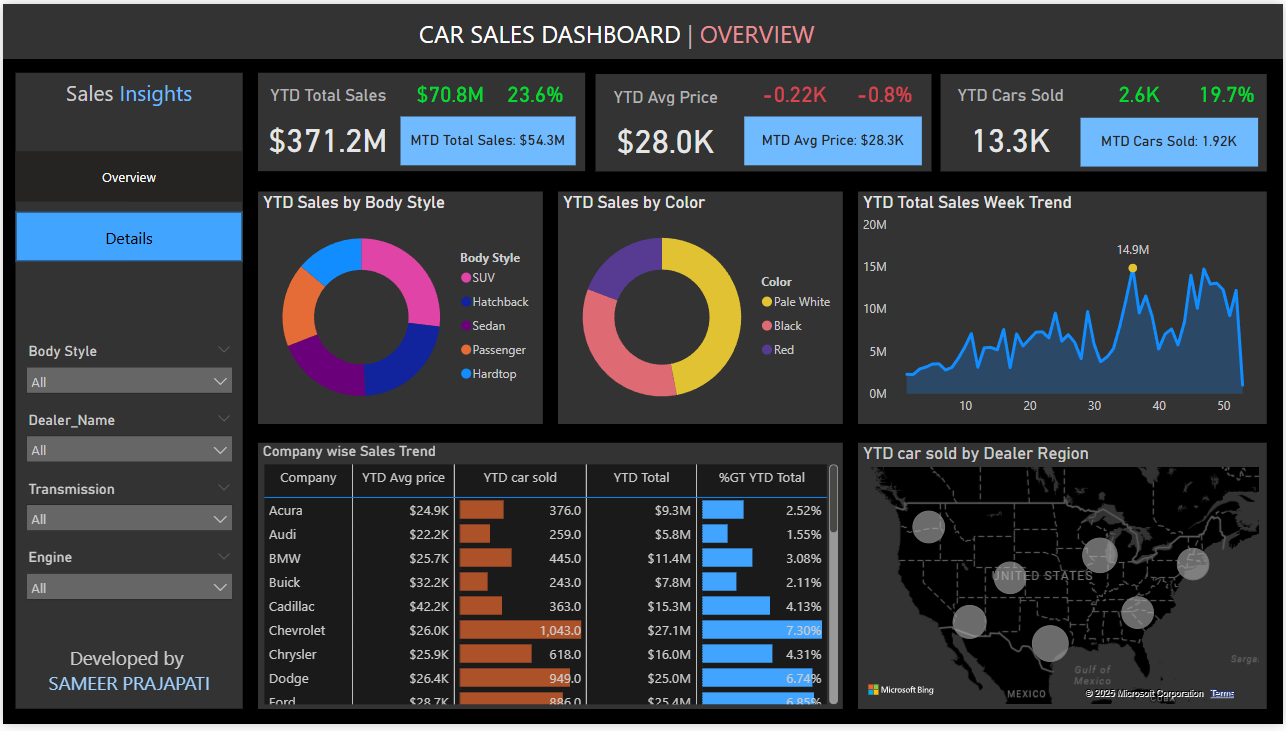 CAR SALES DASHBOARD | OVERVIEW
Sales Insights
Overview
Details
Body Style
All
Dealer_Name
All
Transmission
All
Engine
All
Developed by
SAMEER PRAJAPATI
YTD Total Sales $70.8M 23.6%
$371.2M MTD Total Sales: $54.3M
YTD Avg Price -0.22K -0.8%
$28.0K MTD Avg Price: $28.3K
YTD Cars Sold 2.6K 19.7%
13.3K MTD Cars Sold: 1.92K
YTD Sales by Body Style
Body Style
SUV
Hatchback
Sedan
Passenger
Hardtop
YTD Sales by Color
Color
Pale White
Black
Red
YTD Total Sales Week Trend
20M
15M
10M
5M
0M
14.9M
10 20 30 40 50
Company wise Sales Trend
Company YTD Avg price YTD car sold YTD Total %GT YTD Total
Acura $24.9K 376.0 $9.3M 2.52%
Audi $22.2K 259.0 $5.8M 1.55%
BMW $25.7K 445.0 $11.4M 3.08%
Buick $32.2K 243.0 $7.8M 2.11%
Cadillac $42.2K 363.0 $15.3M 4.13%
Chevrolet $26.0K 1,043.0 $27.1M 7.30%
Chrysler $25.9K 618.0 $16.0M 4.31%
Dodge $26.4K 949.0 $25.0M 6.74%
Ford $28.7K 886.0 $25.4M 6.85%
YTD car sold by Dealer Region
UNITED STATES
Gulf of
Mexico
MEXICO
CUBA
Microsoft Bing
© 2025 Microsoft Corporation Terms